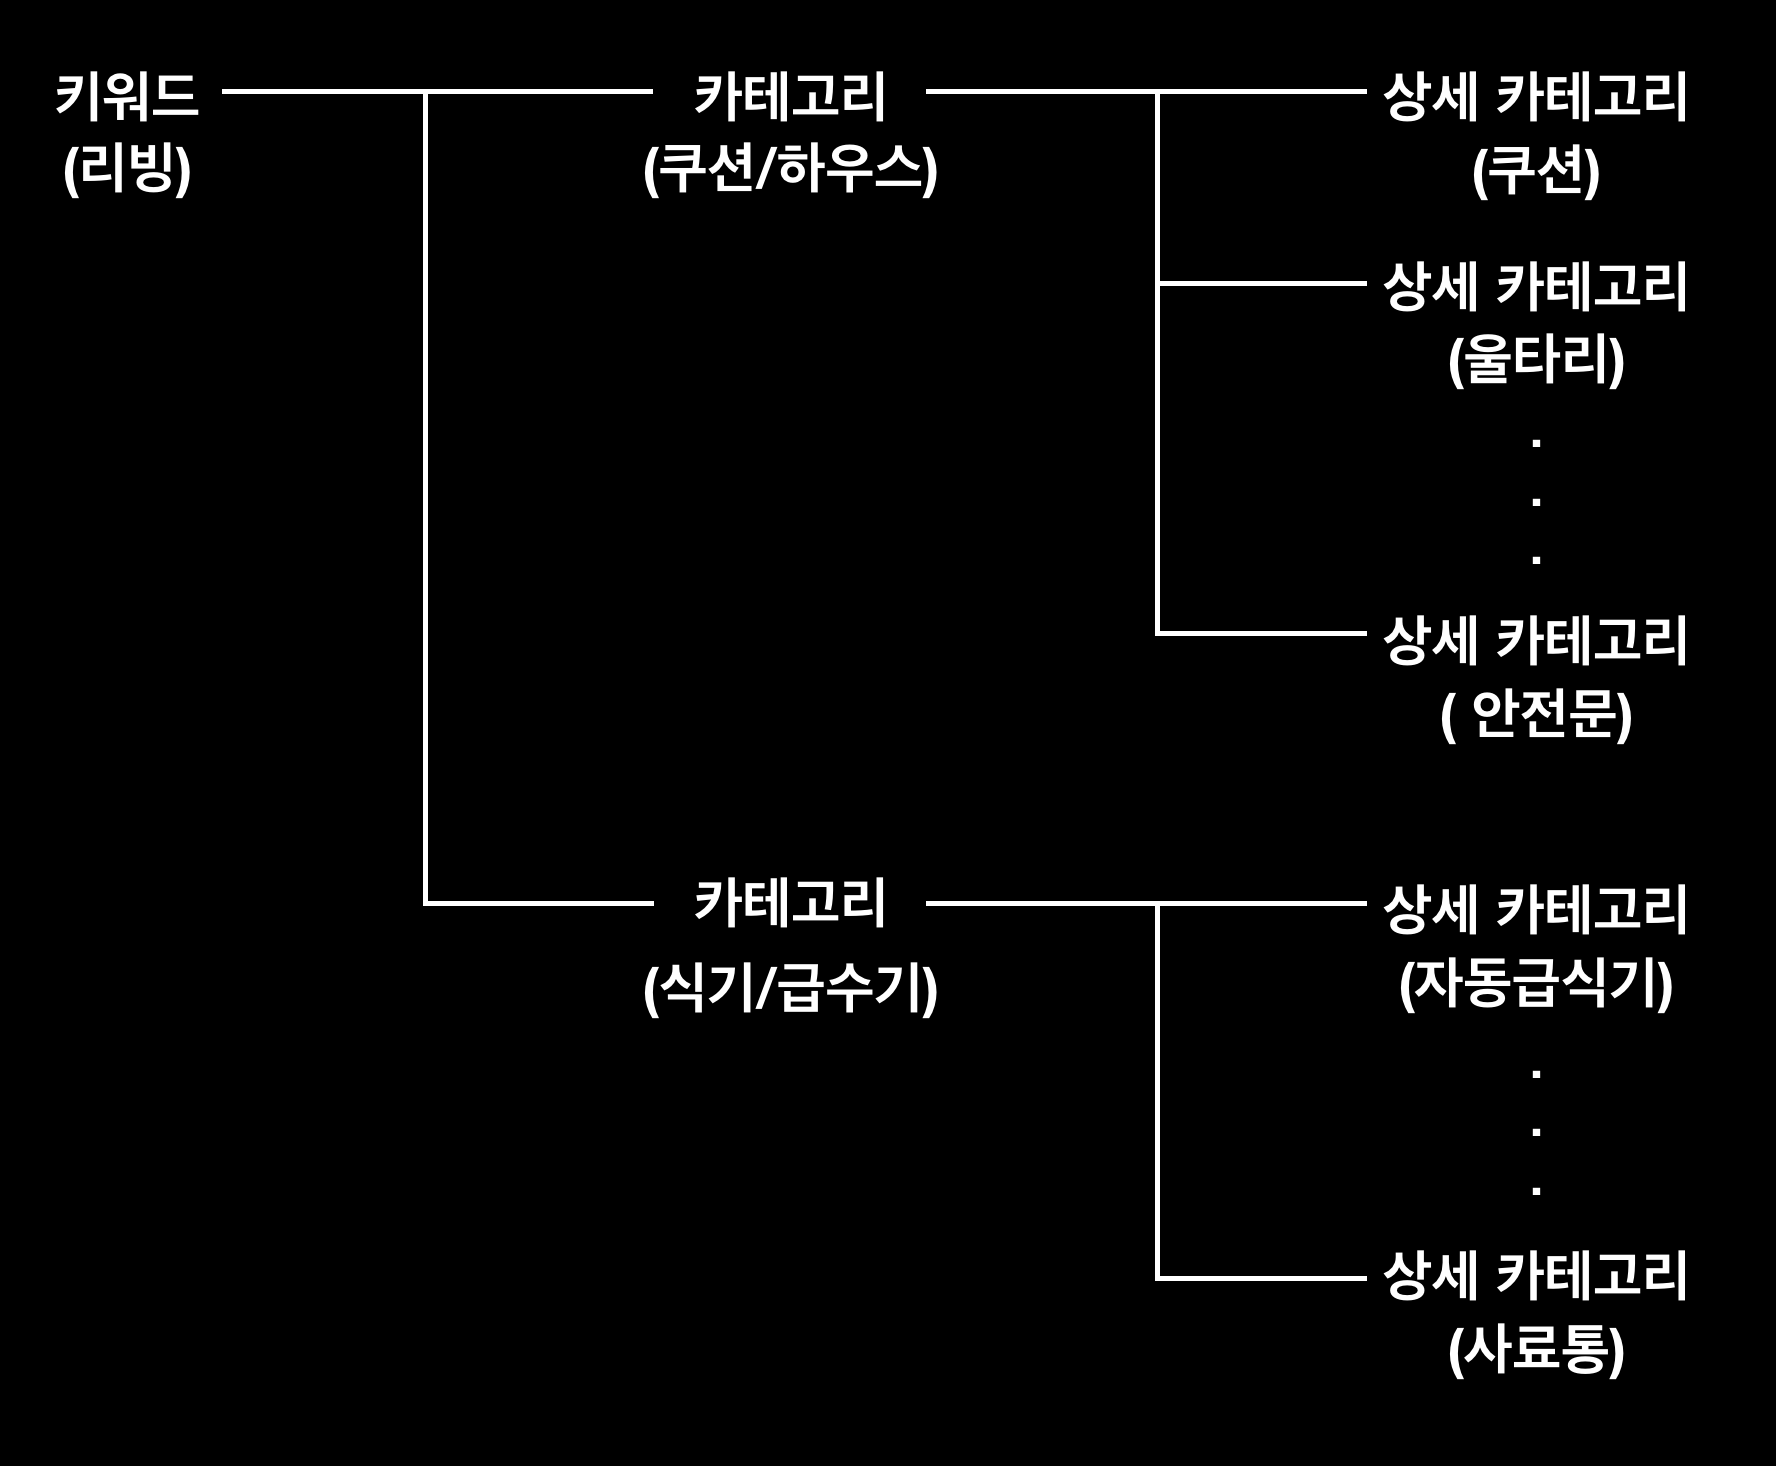 키워드
(리빙)
카테고리
(쿠션/하우스)
상세 카테고리
(쿠션)
상세 카테고리
(울타리)
.
.
.
상세 카테고리
( 안전문)
카테고리
(식기/급수기)
상세 카테고리
(자동급식기)
.
.
.
상세 카테고리
(사료통)